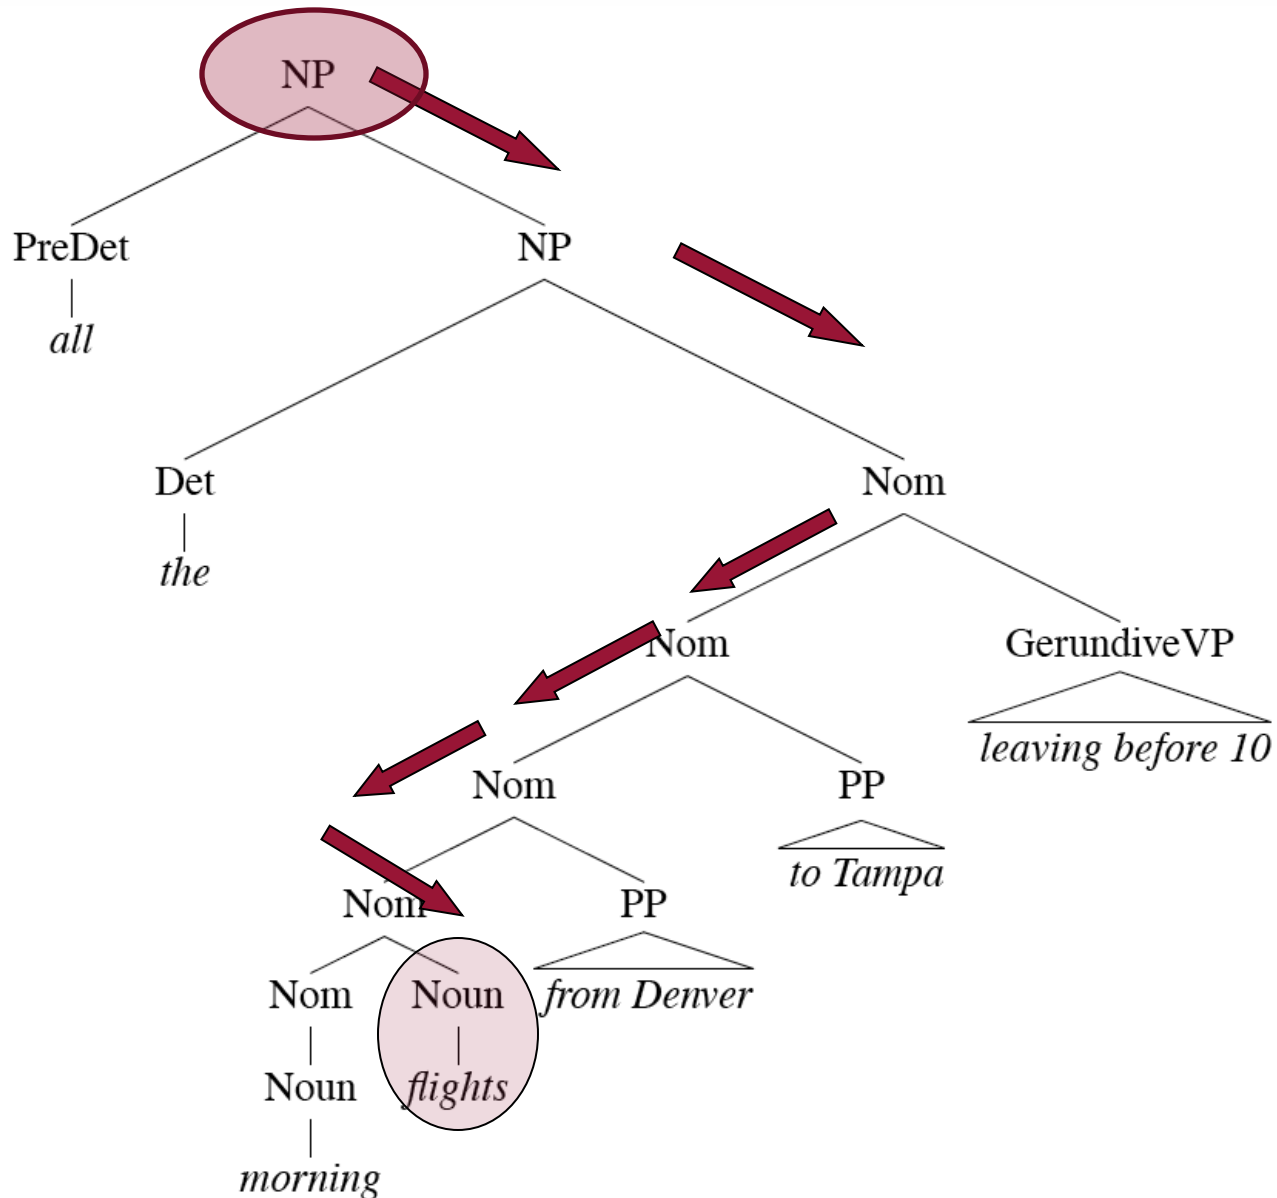 NP
PreDet NP
all
Det Nom
the
Nom GerundiveVP
leaving before 10
Nom PP
to Tampa
Nom PP
Nom Noun from Denver
Noun flights
morning